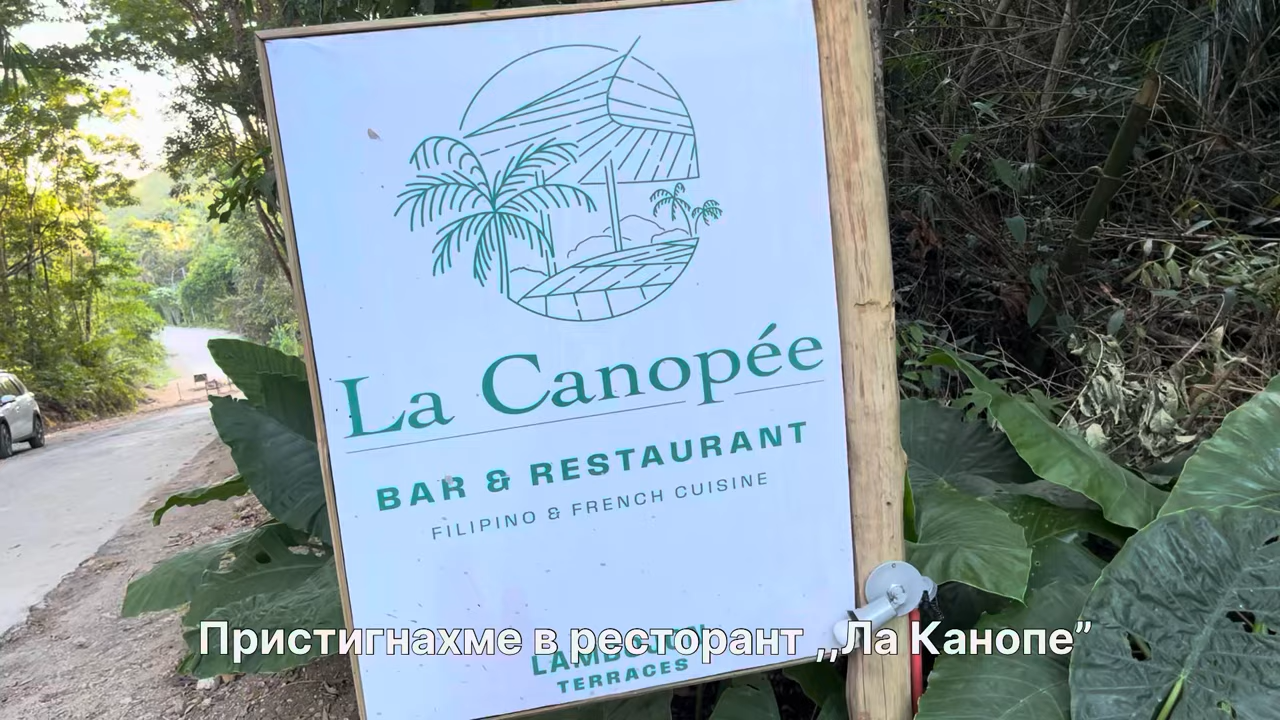 La Canopée
BAR & RESTAURANT
FILIPINO & FRENCH CUISINE
TERRACES
Пристигнахме в ресторант ,,Ла Канопе”